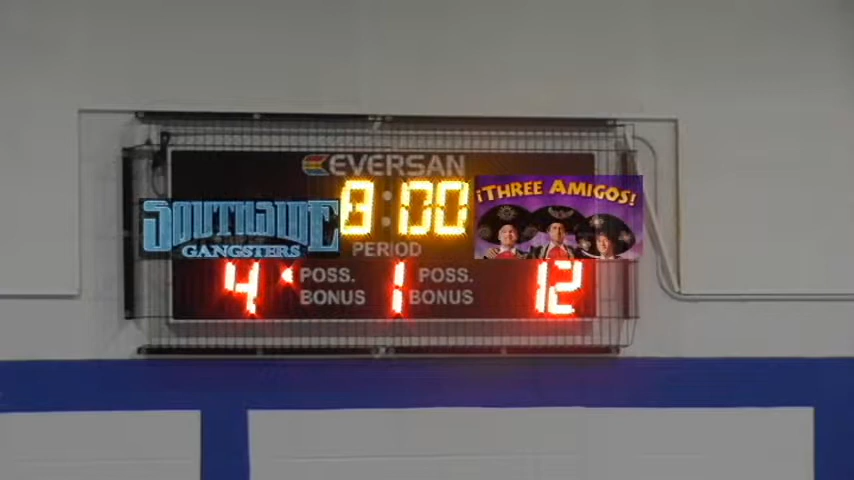 EVERSAN
8:00
SOUTHSIDE
GANGSTERS
¡THREE AMIGOS!
PERIOD
4 POSS. 1 POSS. 12
BONUS BONUS